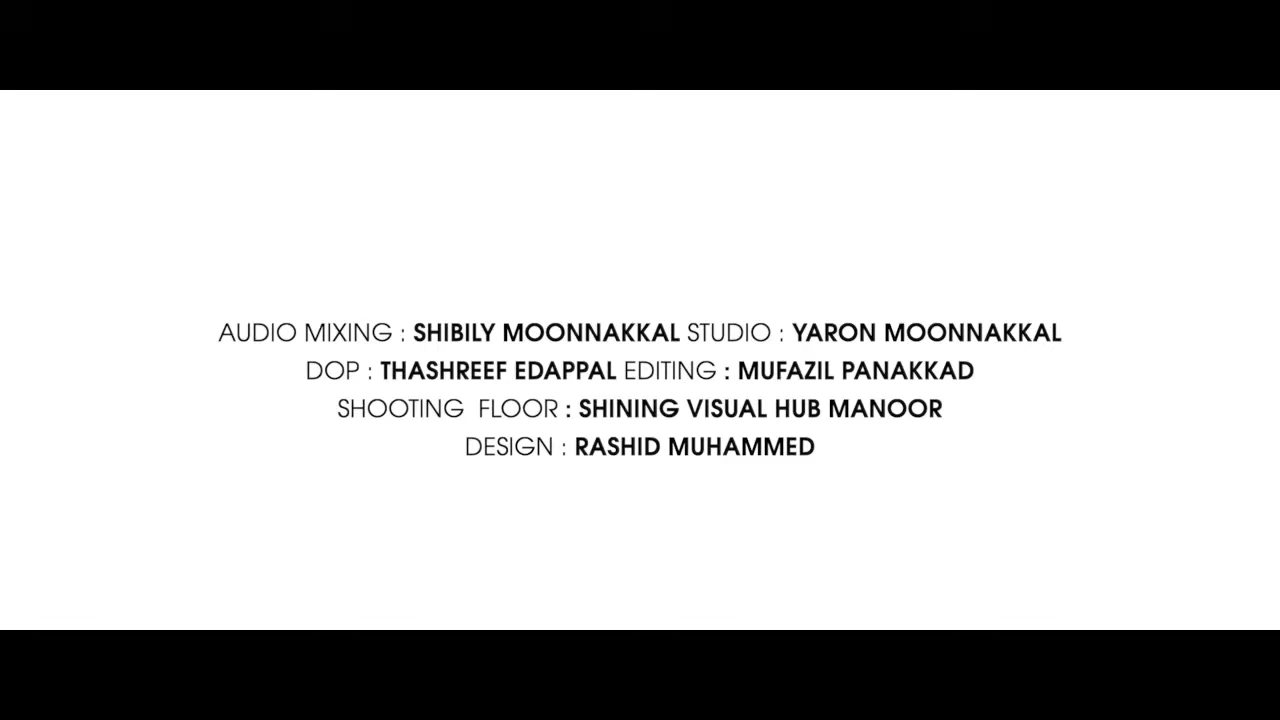 AUDIO MIXING : SHIBILY MOONNAKKAL STUDIO : YARON MOONNAKKAL
DOP : THASHREEF EDAPPAL EDITING : MUFAZIL PANAKKAD
SHOOTING FLOOR : SHINING VISUAL HUB MANOOR
DESIGN : RASHID MUHAMMED